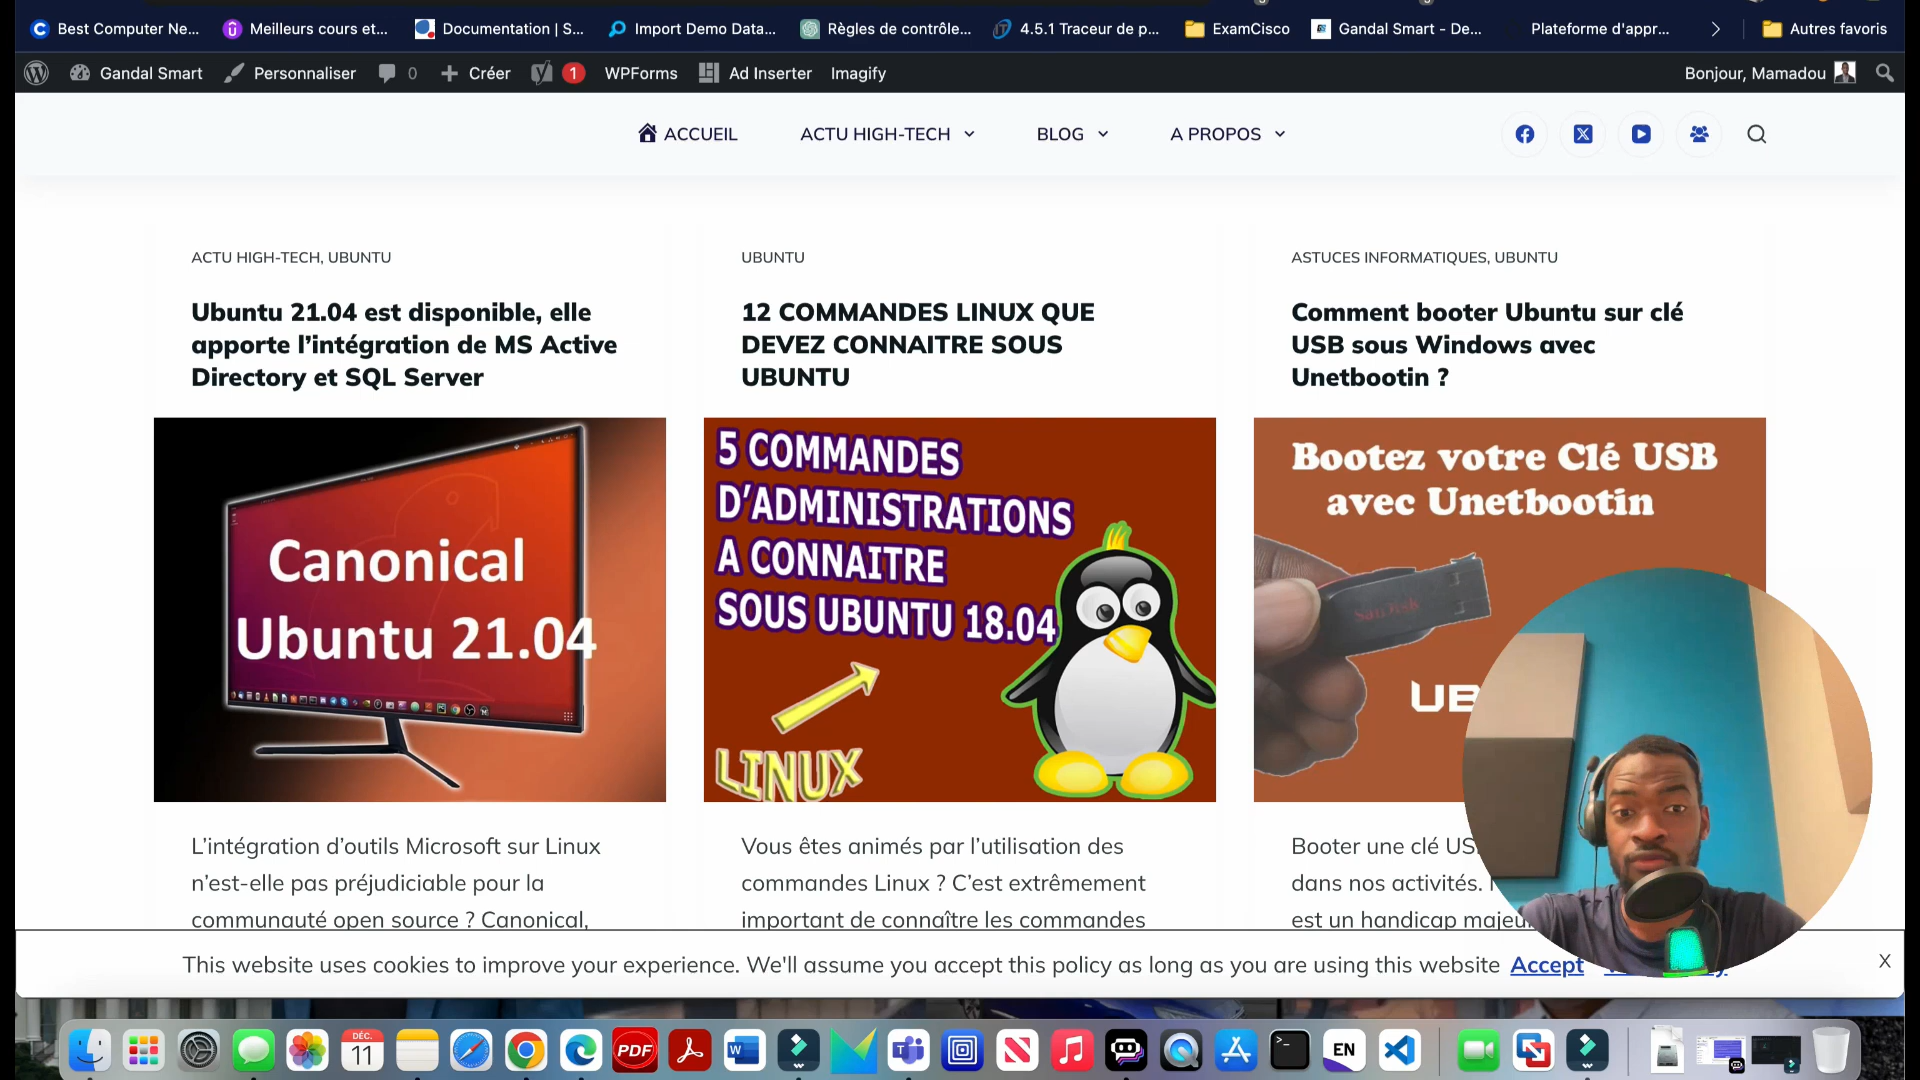 Best Computer Ne...
Meilleurs cours et...
Documentation | S...
Import Demo Data...
Règles de contrôle...
4.5.1 Traceur de p...
ExamCisco
Gandal Smart - De...
Plateforme d'appr...
Autres favoris
Gandal Smart
Personnaliser
0
Créer
1
WPForms
Ad Inserter
Imagify
Bonjour, Mamadou
ACCUEIL
ACTU HIGH-TECH
BLOG
A PROPOS
ACTU HIGH-TECH, UBUNTU
Ubuntu 21.04 est disponible, elle
apporte l’intégration de MS Active
Directory et SQL Server
Canonical
Ubuntu 21.04
L’intégration d’outils Microsoft sur Linux
n’est-elle pas préjudiciable pour la
communauté open source ? Canonical,
UBUNTU
12 COMMANDES LINUX QUE
DEVEZ CONNAITRE SOUS
UBUNTU
5 COMMANDES
D’ADMINISTRATIONS
A CONNAITRE
SOUS UBUNTU 18.04
LINUX
Vous êtes animés par l’utilisation des
commandes Linux ? C’est extrêmement
important de connaître les commandes
ASTUCES INFORMATIQUES, UBUNTU
Comment booter Ubuntu sur clé
USB sous Windows avec
Unetbootin ?
Bootez votre Clé USB
avec Unetbootin
SanDisk
UB
Booter une clé US
dans nos activités.
est un handicap majeu
This website uses cookies to improve your experience. We'll assume you accept this policy as long as you are using this website Accept
X
DÉC.
11
PDF
W
EN